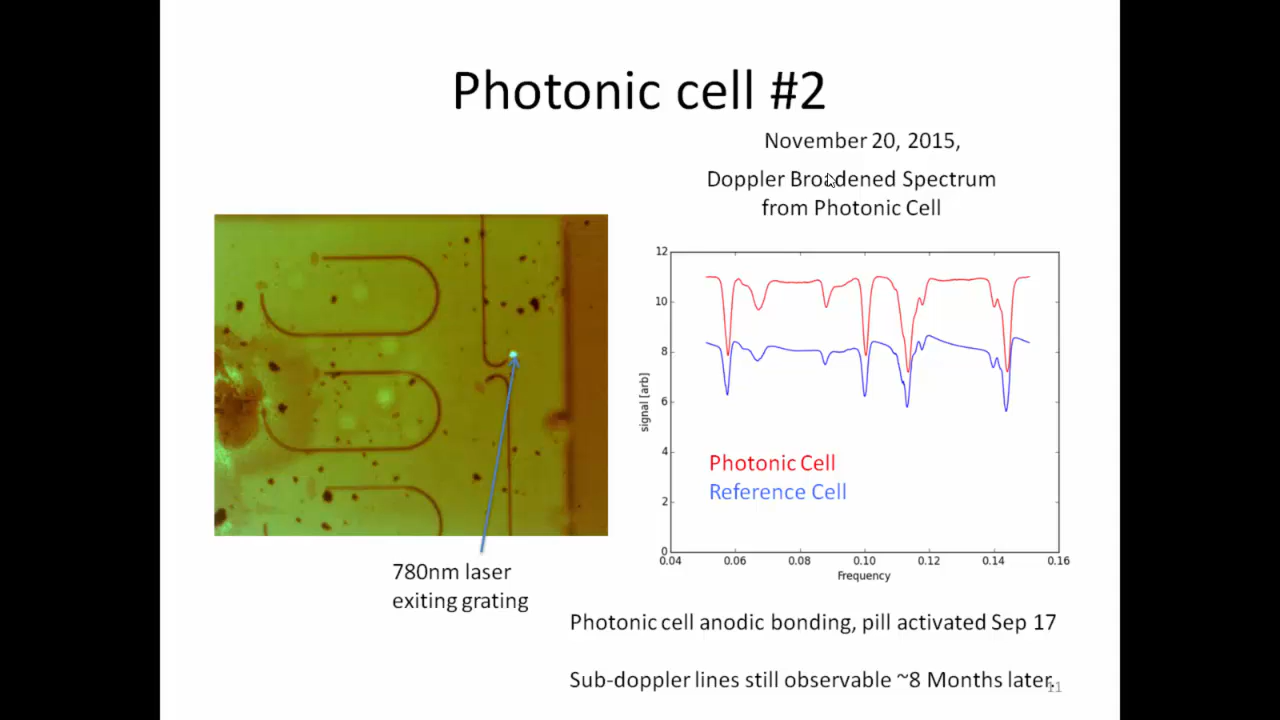 Photonic cell #2
November 20, 2015,
Doppler Broadened Spectrum
from Photonic Cell
12
10
8
6
4
2
0
signal [arb]
Photonic Cell
Reference Cell
0.04 0.06 0.08 0.10 0.12 0.14 0.16
Frequency
780nm laser
exiting grating
Photonic cell anodic bonding, pill activated Sep 17
Sub-doppler lines still observable ~8 Months later.
11